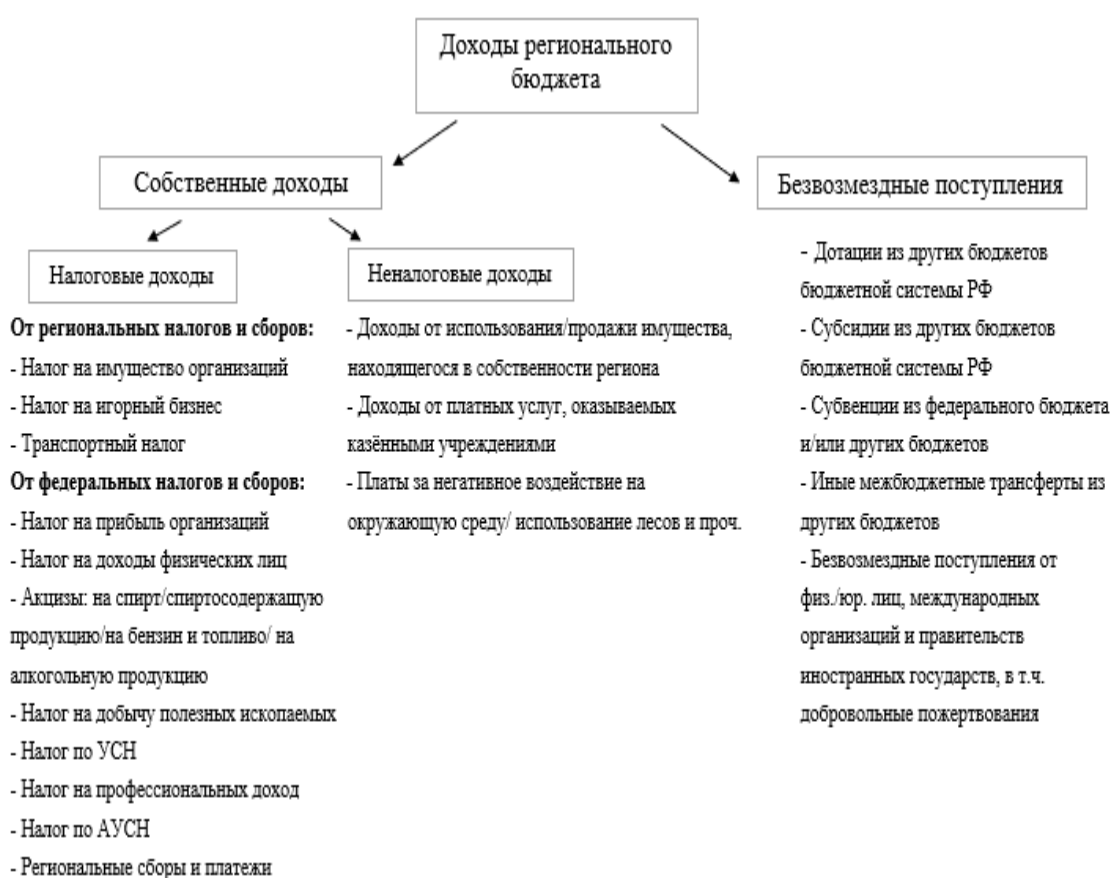 Доходы регионального
бюджета
Собственные доходы
Безвозмездные поступления
Налоговые доходы
Неналоговые доходы
От региональных налогов и сборов:
- Налог на имущество организаций
- Налог на игорный бизнес
- Транспортный налог
От федеральных налогов и сборов:
- Налог на прибыль организаций
- Налог на доходы физических лиц
- Акцизы: на спирт/спиртосодержащую
продукцию/на бензин и топливо/ на
алкогольную продукцию
- Налог на добычу полезных ископаемых
- Налог по УСН
- Налог на профессиональных доход
- Налог по АУСН
- Региональные сборы и платежи
- Доходы от использования/продажи имущества,
находящегося в собственности региона
- Доходы от платных услуг, оказываемых
казёнными учреждениями
- Платы за негативное воздействие на
окружающую среду/ использование лесов и проч.
- Дотации из других бюджетов
бюджетной системы РФ
- Субсидии из других бюджетов
бюджетной системы РФ
- Субвенции из федерального бюджета
и/или других бюджетов
- Иные межбюджетные трансферты из
других бюджетов
- Безвозмездные поступления от
физ./юр. лиц, международных
организаций и правительств
иностранных государств, в т.ч.
добровольные пожертвования